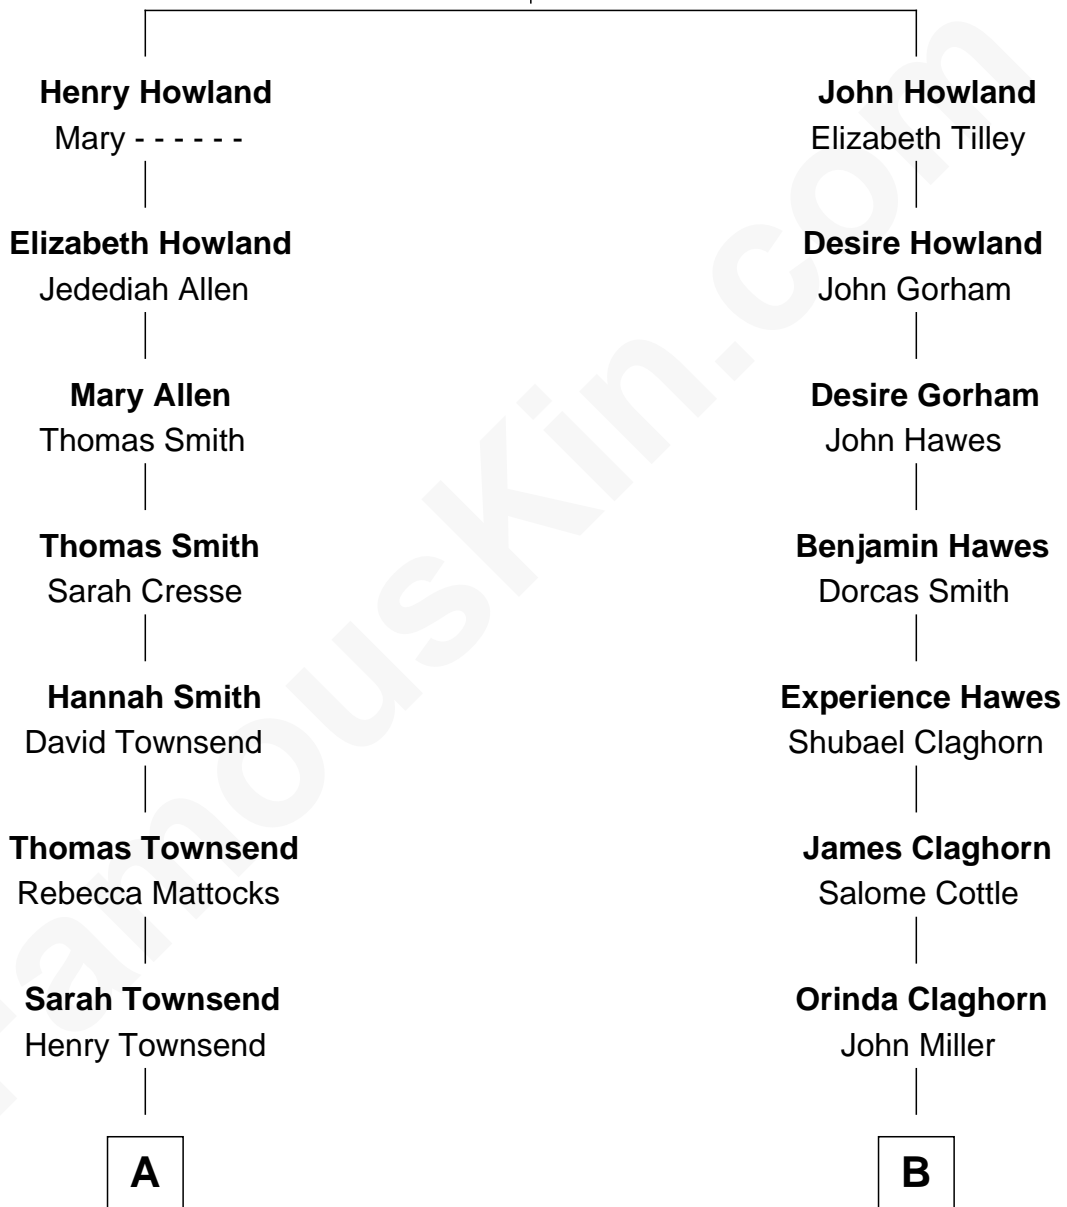 Henry Howland
Mary - - - - - -
Elizabeth Howland
Jedediah Allen
Mary Allen
Thomas Smith
Thomas Smith
Sarah Cresse
Hannah Smith
David Townsend
Thomas Townsend
Rebecca Mattocks
Sarah Townsend
Henry Townsend
A
John Howland
Elizabeth Tilley
Desire Howland
John Gorham
Desire Gorham
John Hawes
Benjamin Hawes
Dorcas Smith
Experience Hawes
Shubael Claghorn
James Claghorn
Salome Cottle
Orinda Claghorn
John Miller
B
FamousKin.com